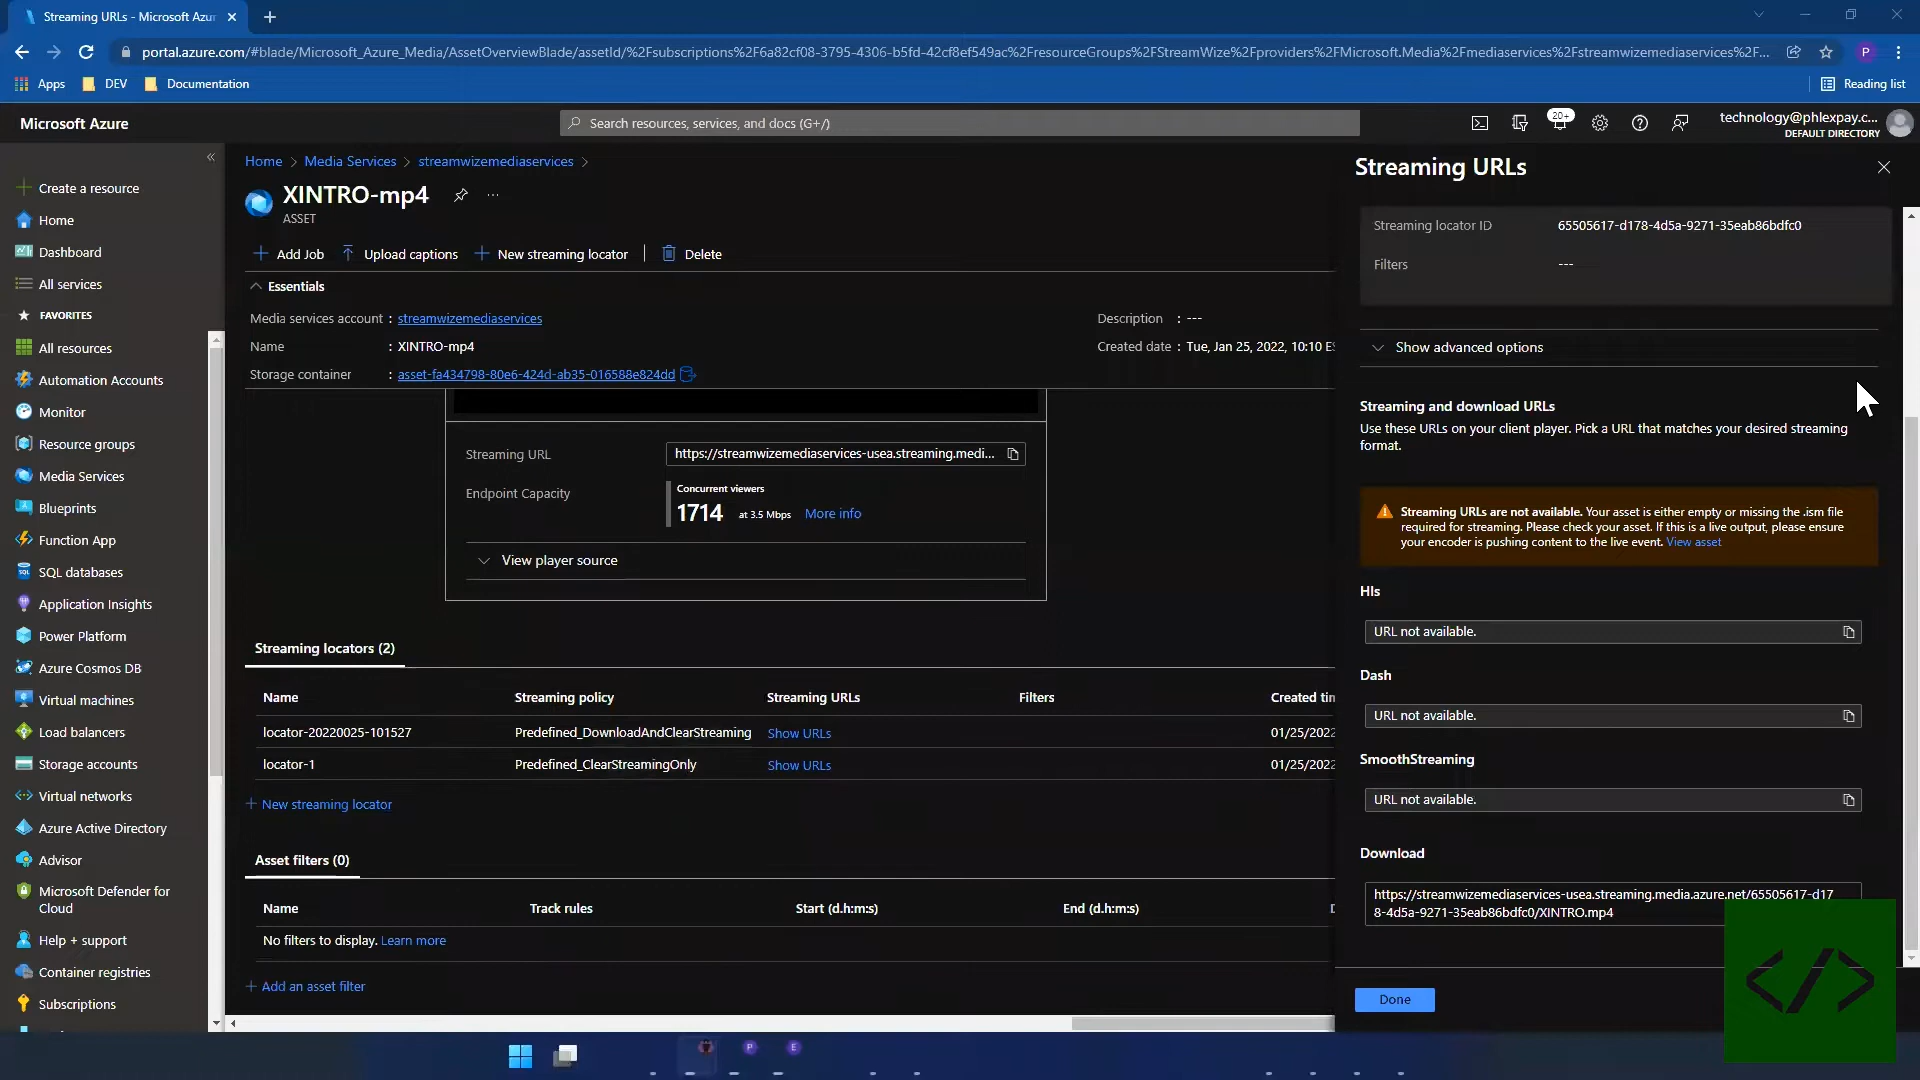 Streaming URLs - Microsoft Azur
portal.azure.com/#blade/Microsoft_Azure_Media/AssetOverviewBlade/assetId/%2Fsubscriptions%2F6a82cf08-3795-4306-b5fd-42cf8ef549ac%2FresourceGroups%2FStreamWize%2Fproviders%2FMicrosoft.Media%2Fmediaservices%2Fstreamwizemediaservices%2F...
P
Apps
DEV
Documentation
Reading list
Microsoft Azure
Search resources, services, and docs (G+/)
20+
technology@phlexpay.c...
DEFAULT DIRECTORY
Create a resource
Home
Dashboard
All services
FAVORITES
All resources
Automation Accounts
Monitor
Resource groups
Media Services
Blueprints
Function App
SQL databases
Application Insights
Power Platform
Azure Cosmos DB
Virtual machines
Load balancers
Storage accounts
Virtual networks
Azure Active Directory
Advisor
Microsoft Defender for
Cloud
Help + support
Container registries
Subscriptions
Home > Media Services > streamwizemediaservices >
XINTRO-mp4
ASSET
Add Job
Upload captions
New streaming locator
Delete
Essentials
Media services account : streamwizemediaservices
Name : XINTRO-mp4
Storage container : asset-fa434798-80e6-424d-ab35-016588e824dd
Description : ---
Created date : Tue, Jan 25, 2022, 10:10 ES
Streaming URL
https://streamwizemediaservices-usea.streaming.medi...
Endpoint Capacity
Concurrent viewers
1714 at 3.5 Mbps More info
View player source
Streaming locators (2)
Name Streaming policy Streaming URLs Filters Created tin
locator-20220025-101527 Predefined_DownloadAndClearStreaming Show URLs 01/25/2022
locator-1 Predefined_ClearStreamingOnly Show URLs 01/25/2022
+ New streaming locator
Asset filters (0)
Name Track rules Start (d.h:m:s) End (d.h:m:s) D
No filters to display. Learn more
+ Add an asset filter
Streaming URLs
Streaming locator ID 65505617-d178-4d5a-9271-35eab86bdfc0
Filters ---
Show advanced options
Streaming and download URLs
Use these URLs on your client player. Pick a URL that matches your desired streaming
format.
Streaming URLs are not available. Your asset is either empty or missing the .ism file
required for streaming. Please check your asset. If this is a live output, please ensure
your encoder is pushing content to the live event. View asset
Hls
URL not available.
Dash
URL not available.
SmoothStreaming
URL not available.
Download
https://streamwizemediaservices-usea.streaming.media.azure.net/65505617-d17
8-4d5a-9271-35eab86bdfc0/XINTRO.mp4
Done
</>
P
E